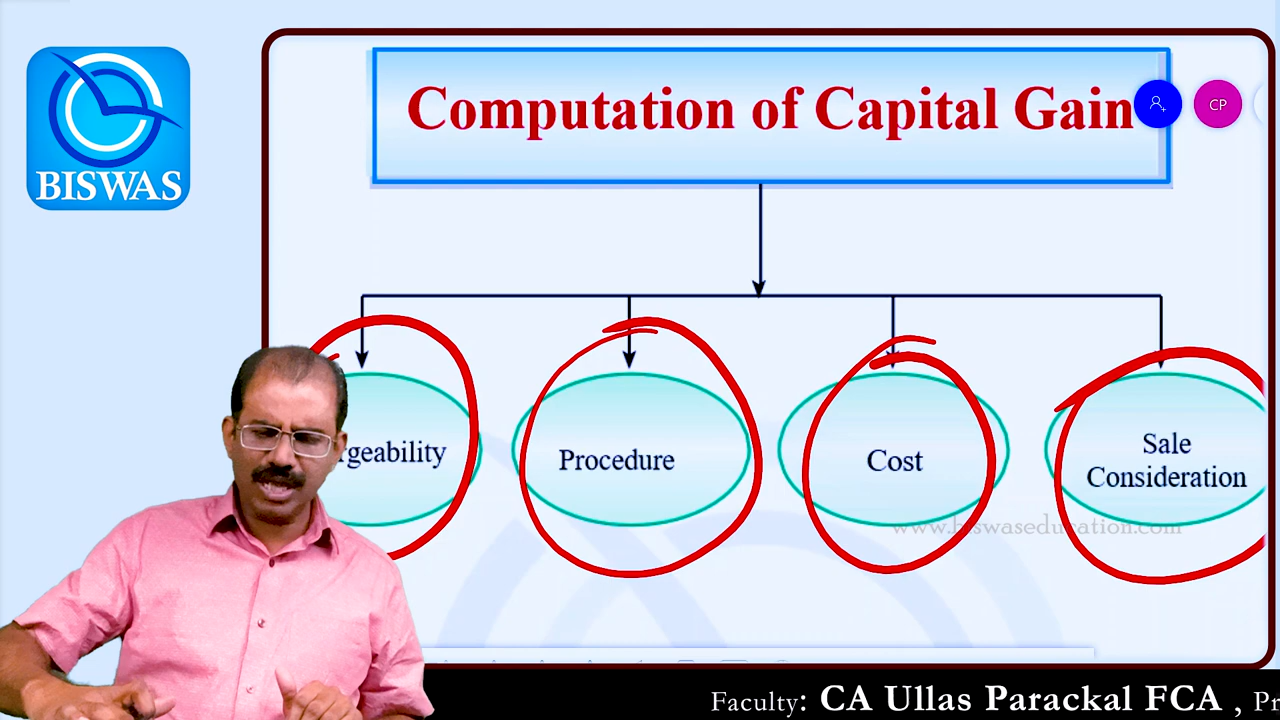 BISWAS
Computation of Capital Gain
CP
rgeability
Procedure
Cost
Sale
Consideration
www.biswaseducation.com
Faculty: CA Ullas Parackal FCA , Pr